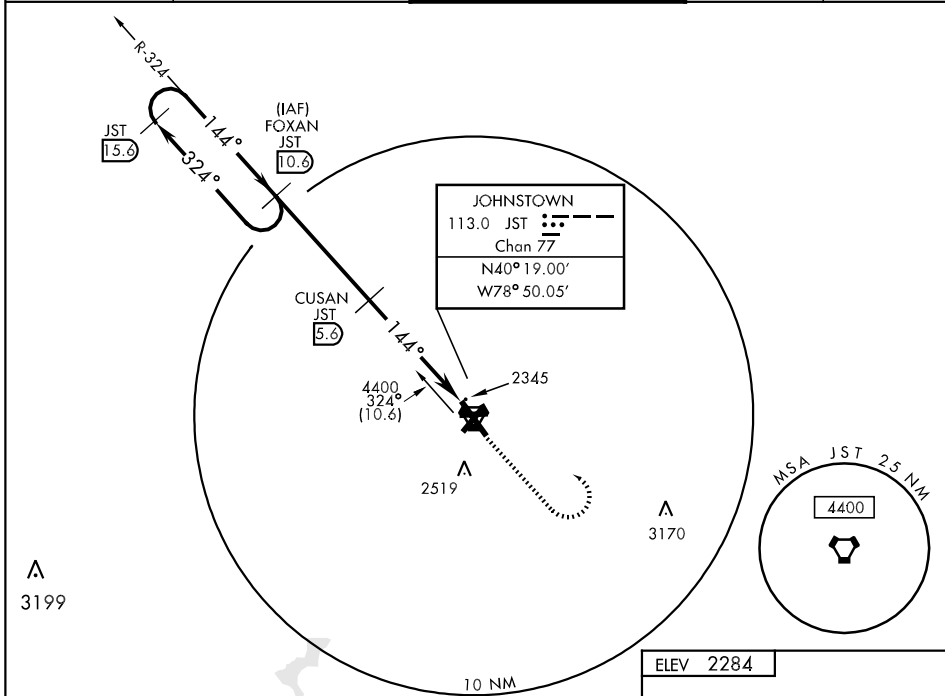 R-324
(IAF)
FOXAN
JST
10.6
JST
15.6
144°
324°
JOHNSTOWN
113.0 JST
Chan 77
N40° 19.00'
W78° 50.05'
CUSAN
JST
5.6
144°
2345
4400
324°
(10.6)
2519
3170
MSA JST 25 NM
4400
3199
10 NM
ELEV 2284